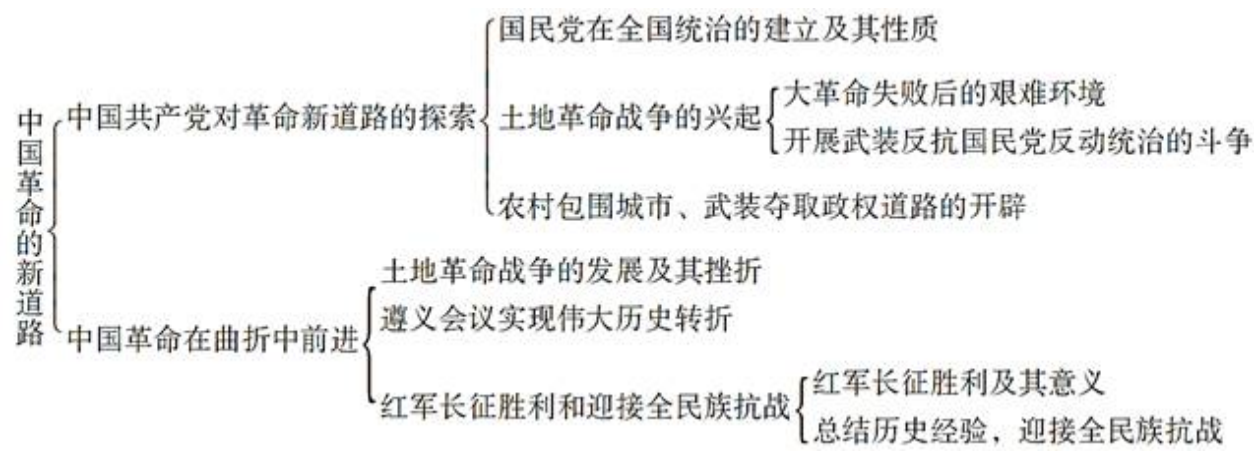 中国革命的新道路
中国共产党对革命新道路的探索
国民党在全国统治的建立及其性质
土地革命战争的兴起
大革命失败后的艰难环境
开展武装反抗国民党反动统治的斗争
农村包围城市、武装夺取政权道路的开辟
中国革命在曲折中前进
土地革命战争的发展及其挫折
遵义会议实现伟大历史转折
红军长征胜利和迎接全民族抗战
红军长征胜利及其意义
总结历史经验，迎接全民族抗战